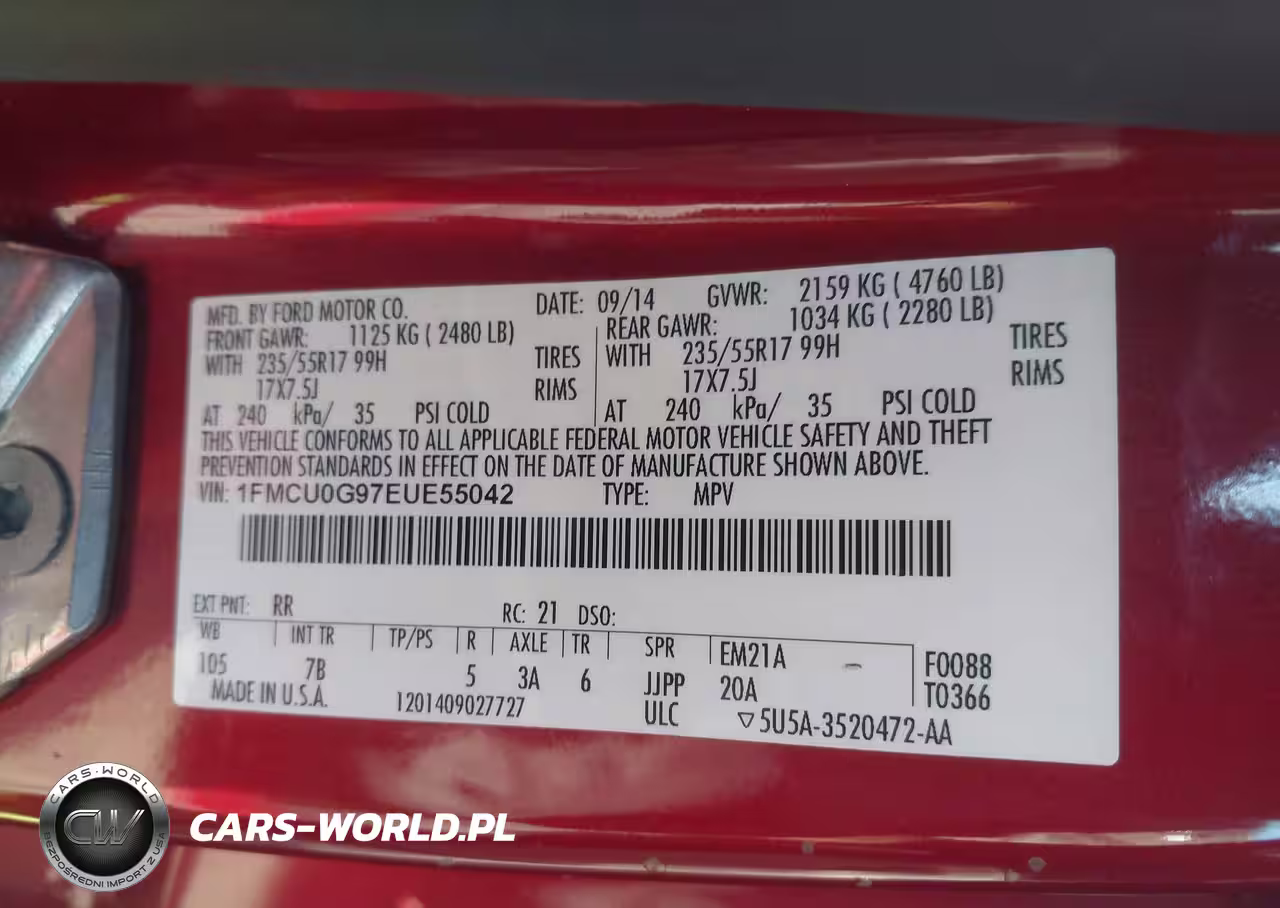 MFD. BY FORD MOTOR CO. DATE: 09/14 GVWR: 2159 KG ( 4760 LB)
FRONT GAWR: 1125 KG ( 2480 LB) REAR GAWR: 1034 KG ( 2280 LB)
WITH 235/55R17 99H TIRES WITH 235/55R17 99H TIRES
17X7.5J RIMS 17X7.5J RIMS
AT 240 kPa/ 35 PSI COLD AT 240 kPa/ 35 PSI COLD
THIS VEHICLE CONFORMS TO ALL APPLICABLE FEDERAL MOTOR VEHICLE SAFETY AND THEFT
PREVENTION STANDARDS IN EFFECT ON THE DATE OF MANUFACTURE SHOWN ABOVE.
VIN: 1FMCU0G97EUE55042 TYPE: MPV
EXT PNT: RR RC: 21 DSO:
WB INT TR TP/PS R AXLE TR SPR EM21A - F0088
105 7B 5 3A 6 JJPP 20A T0366
MADE IN U.S.A. 1201409027727 ULC ▽5U5A-3520472-AA
CARS-WORLD
CW
BEZPOŚREDNI IMPORT Z USA
CARS-WORLD.PL